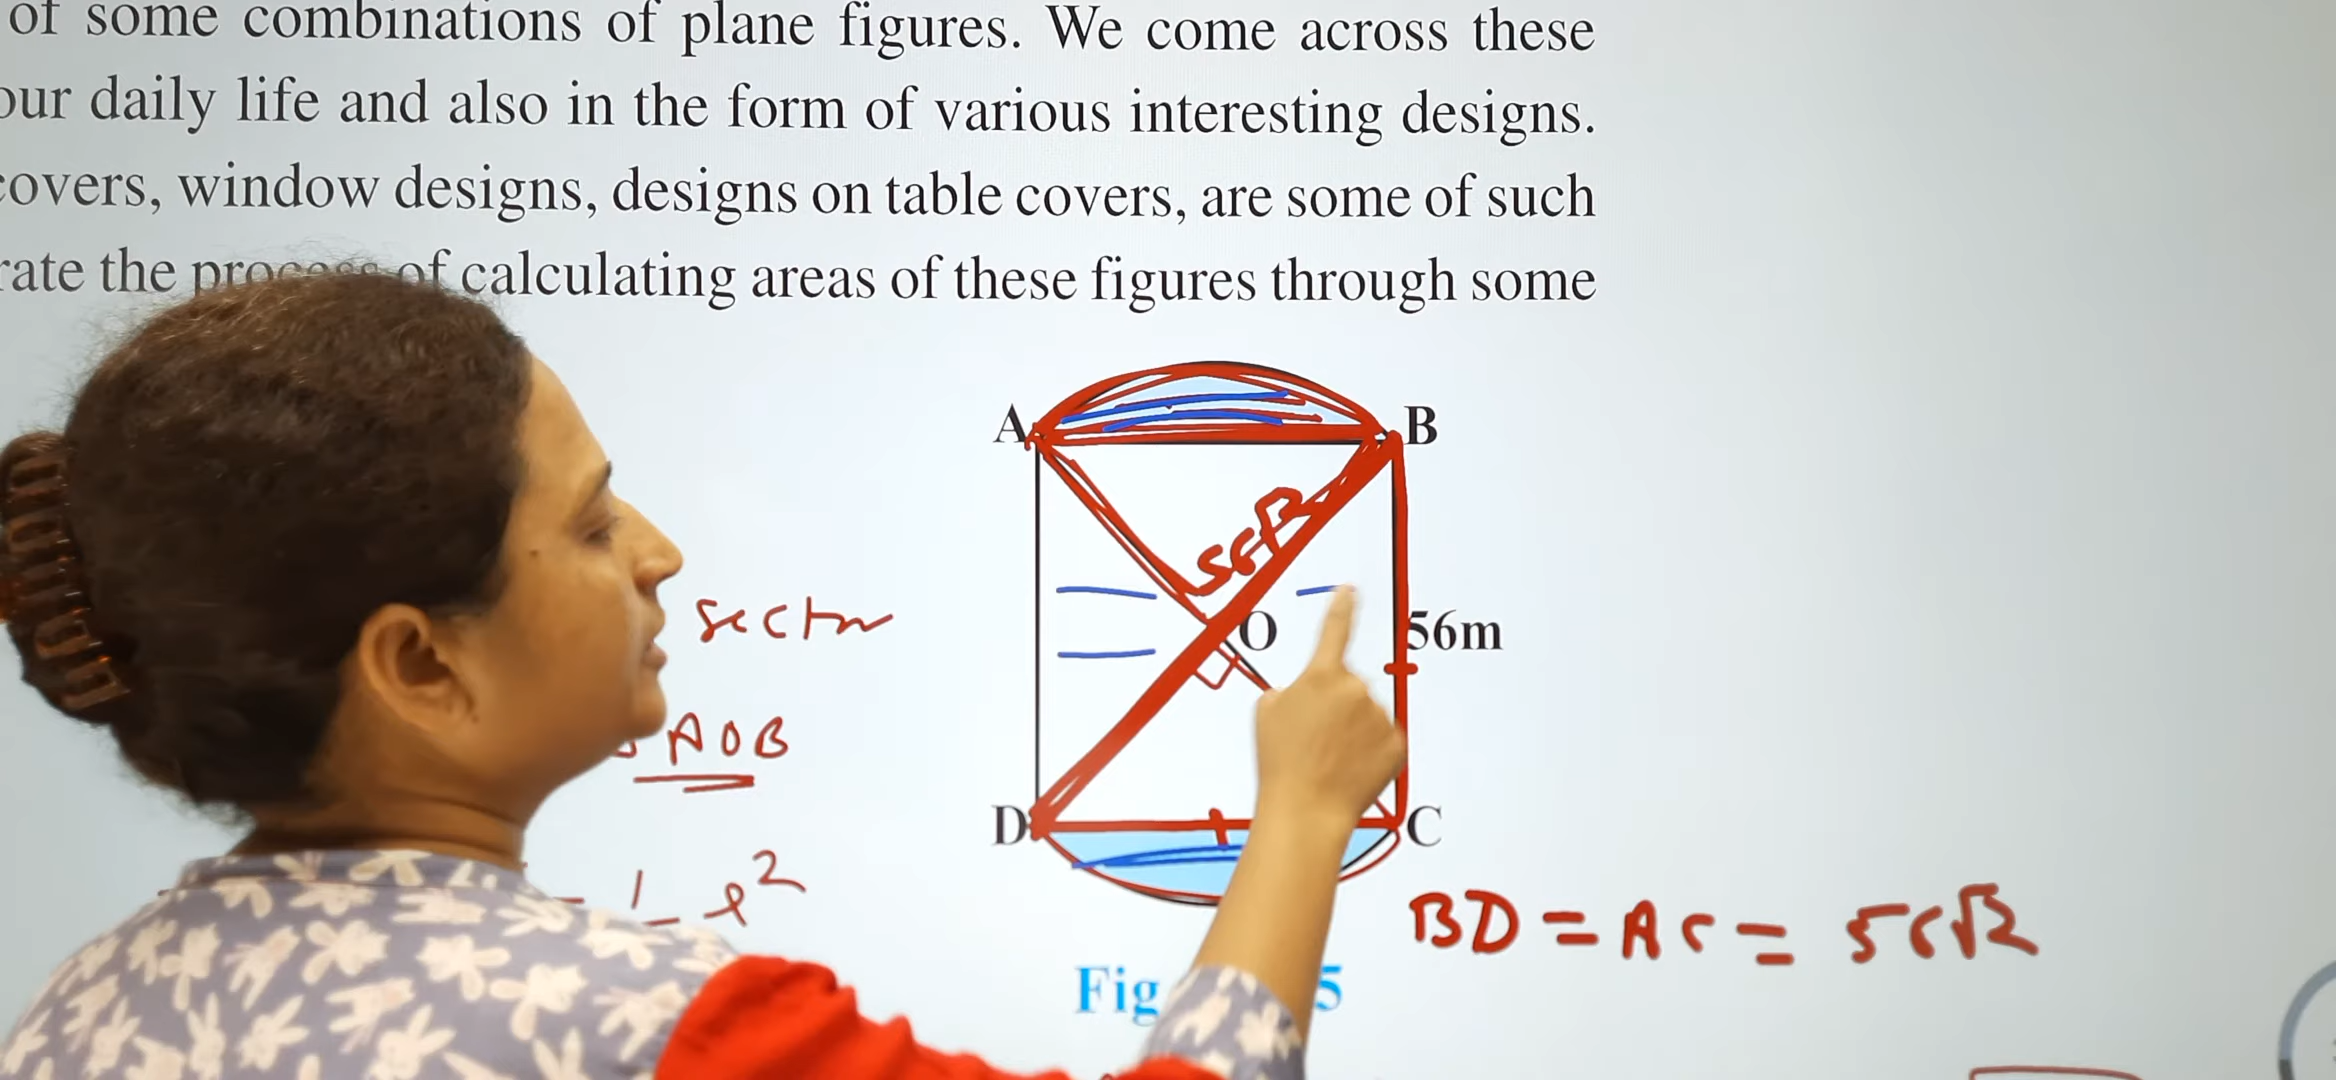 of some combinations of plane figures. We come across these
our daily life and also in the form of various interesting designs.
covers, window designs, designs on table covers, are some of such
rate the process of calculating areas of these figures through some
A
B
56√2
O
56m
sector
AOB
D
C
l²
BD = AC = 56√2
Fig 5